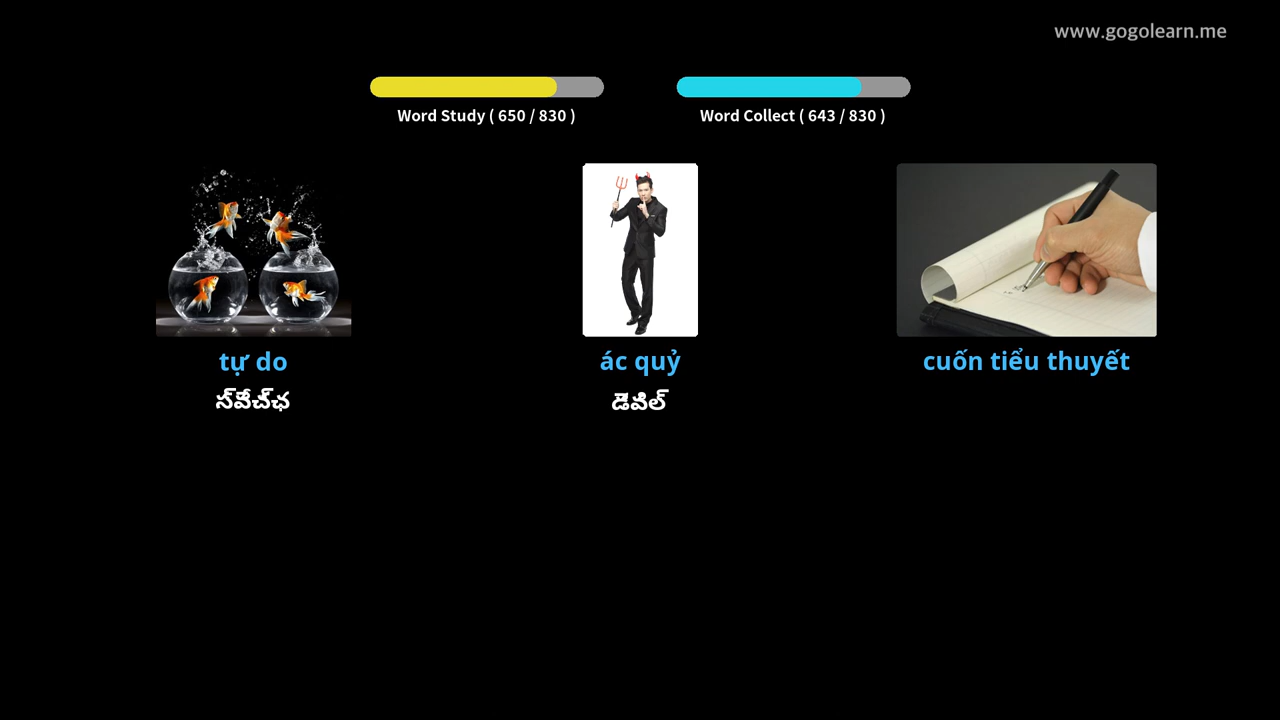 www.gogolearn.me
Word Study ( 650 / 830 )
Word Collect ( 643 / 830 )
tự do
ác quỷ
cuốn tiểu thuyết
స్వేచ్ఛ
డెవిల్